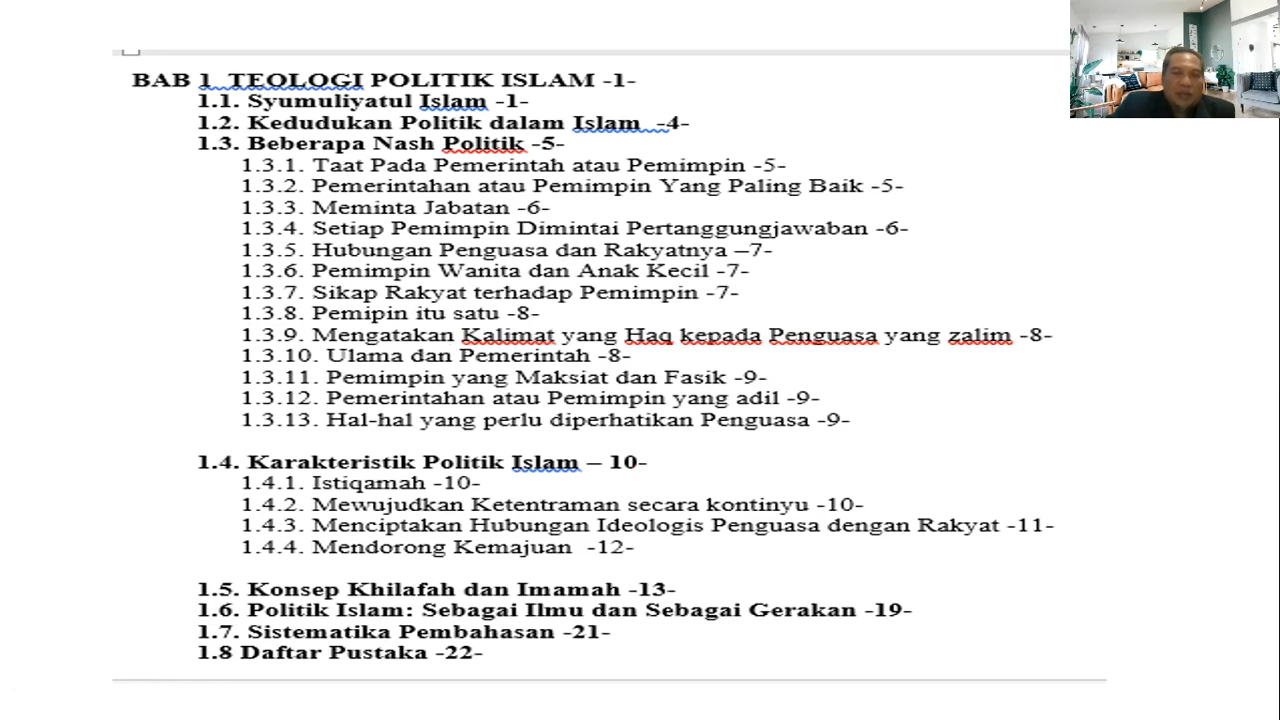 BAB 1 TEOLOGI POLITIK ISLAM -1-
1.1. Syumuliyatul Islam -1-
1.2. Kedudukan Politik dalam Islam -4-
1.3. Beberapa Nash Politik -5-
1.3.1. Taat Pada Pemerintah atau Pemimpin -5-
1.3.2. Pemerintahan atau Pemimpin Yang Paling Baik -5-
1.3.3. Meminta Jabatan -6-
1.3.4. Setiap Pemimpin Dimintai Pertanggungjawaban -6-
1.3.5. Hubungan Penguasa dan Rakyatnya –7-
1.3.6. Pemimpin Wanita dan Anak Kecil -7-
1.3.7. Sikap Rakyat terhadap Pemimpin -7-
1.3.8. Pemipin itu satu -8-
1.3.9. Mengatakan Kalimat yang Haq kepada Penguasa yang zalim -8-
1.3.10. Ulama dan Pemerintah -8-
1.3.11. Pemimpin yang Maksiat dan Fasik -9-
1.3.12. Pemerintahan atau Pemimpin yang adil -9-
1.3.13. Hal-hal yang perlu diperhatikan Penguasa -9-
1.4. Karakteristik Politik Islam – 10-
1.4.1. Istiqamah -10-
1.4.2. Mewujudkan Ketentraman secara kontinyu -10-
1.4.3. Menciptakan Hubungan Ideologis Penguasa dengan Rakyat -11-
1.4.4. Mendorong Kemajuan -12-
1.5. Konsep Khilafah dan Imamah -13-
1.6. Politik Islam: Sebagai Ilmu dan Sebagai Gerakan -19-
1.7. Sistematika Pembahasan -21-
1.8 Daftar Pustaka -22-